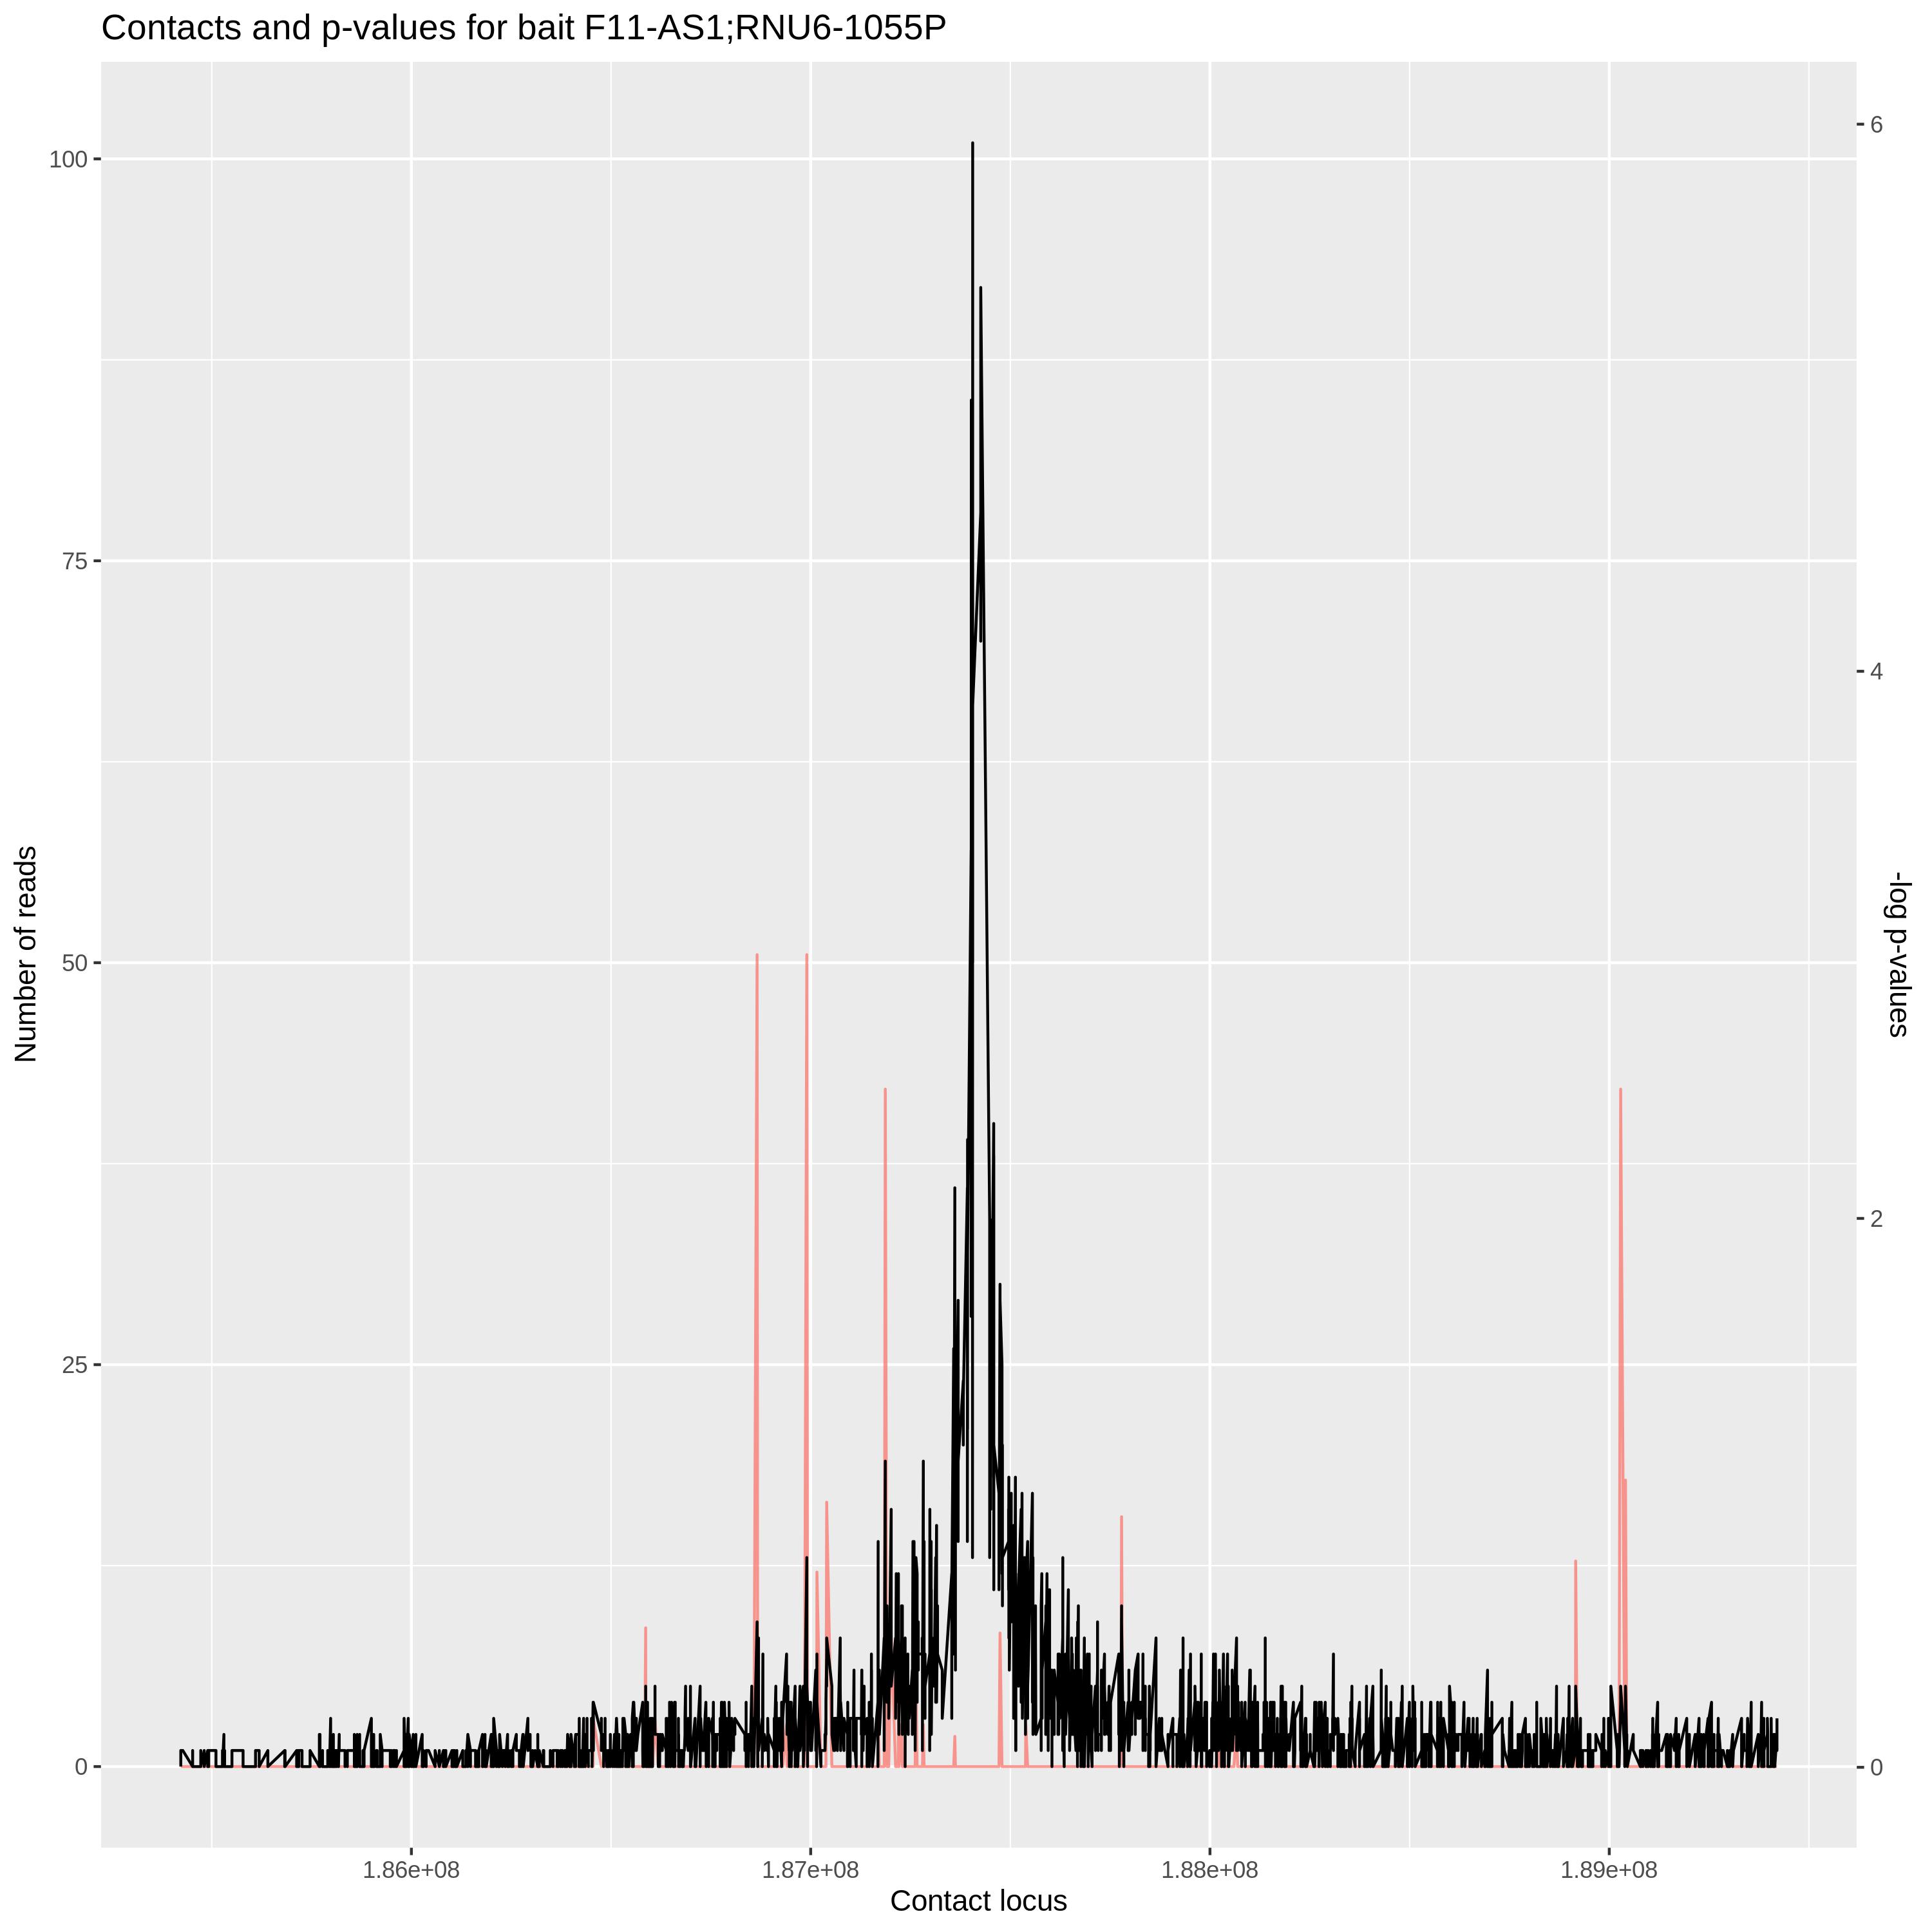 Contacts and p-values for bait F11-AS1;RNU6-1055P
100
75
50
25
0
Number of reads
6
4
2
0
-log p-values
1.86e+08
1.87e+08
1.88e+08
1.89e+08
Contact locus